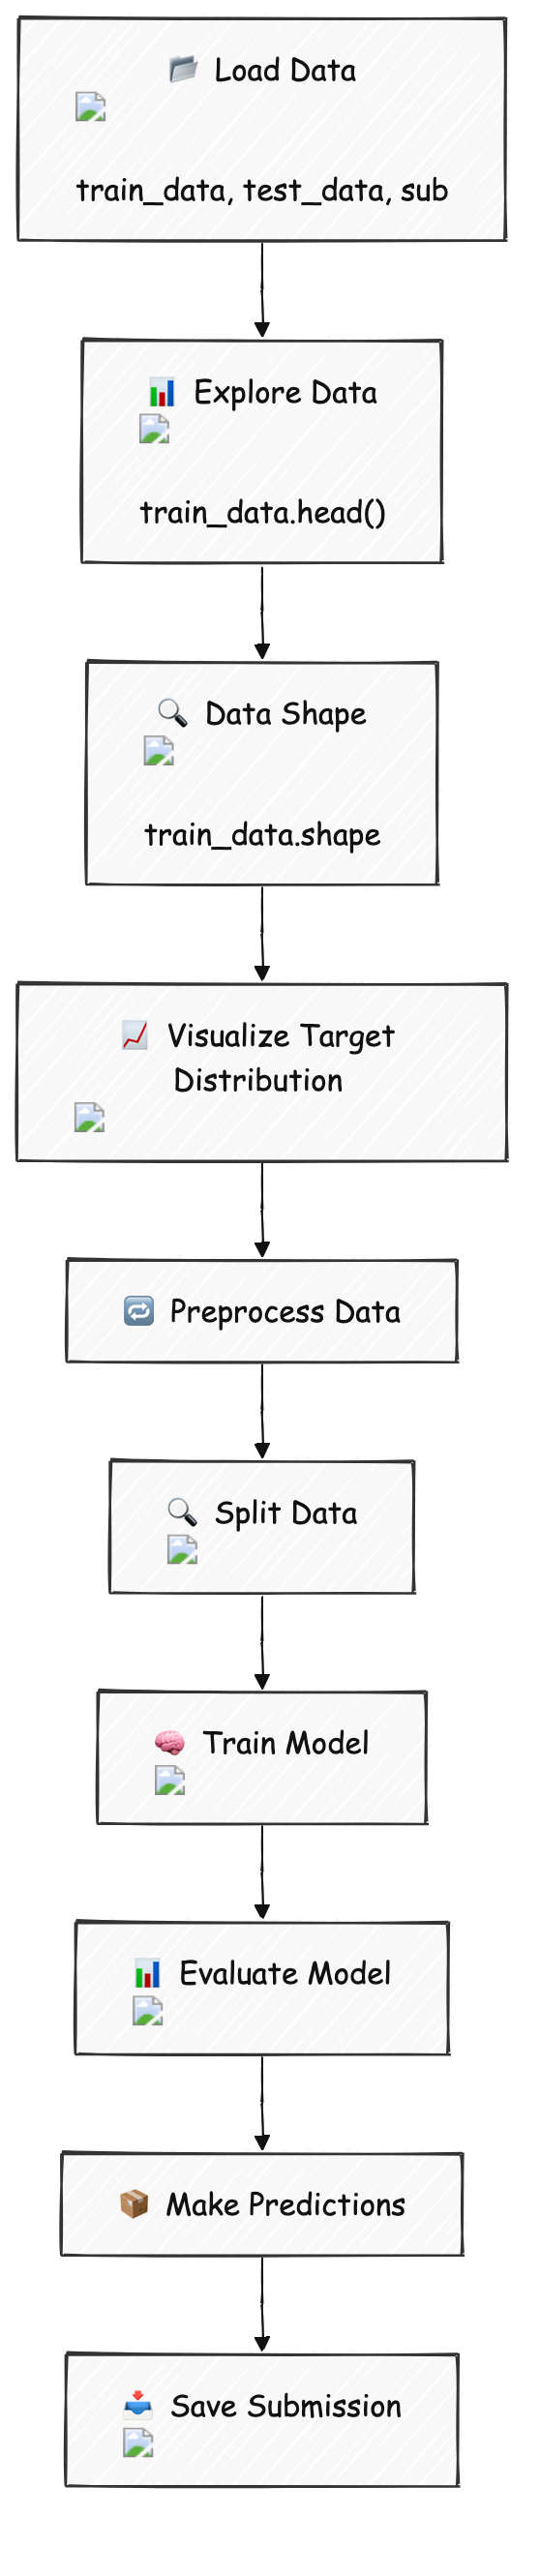 Load Data
train_data, test_data, sub
Explore Data
train_data.head()
Data Shape
train_data.shape
Visualize Target
Distribution
Preprocess Data
Split Data
Train Model
Evaluate Model
Make Predictions
Save Submission